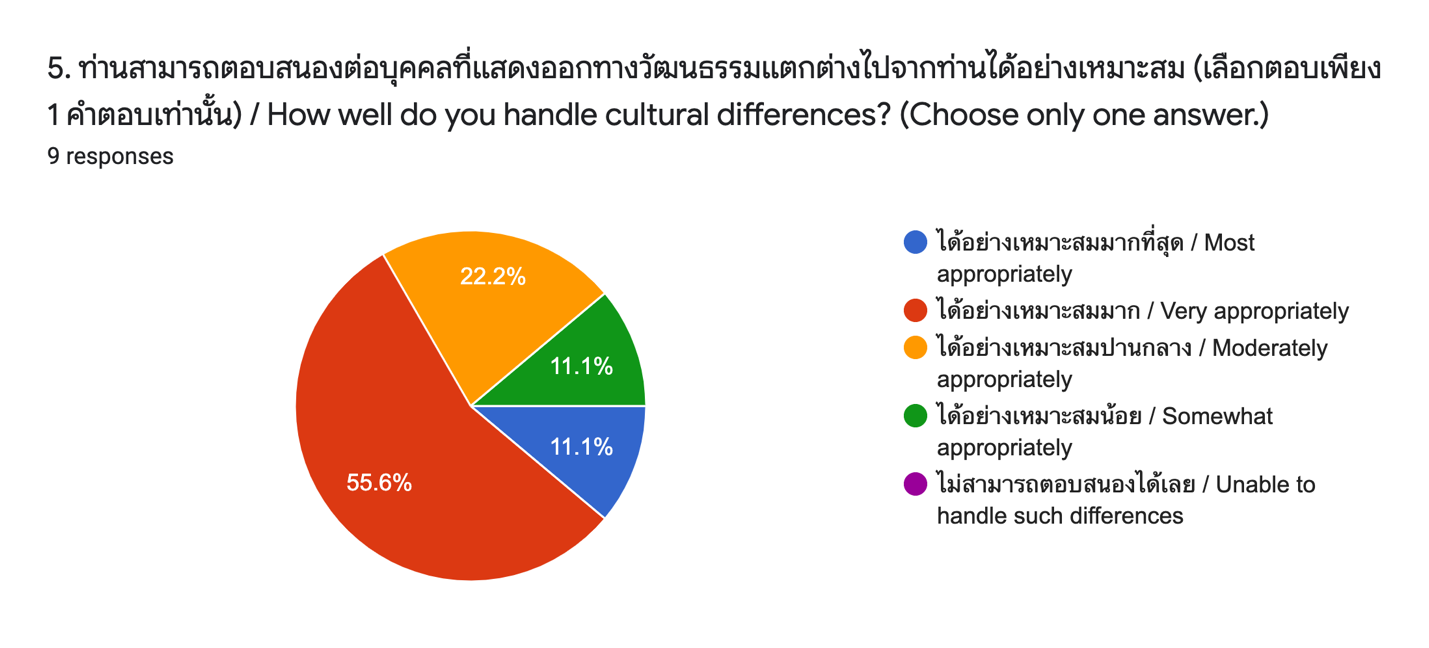 5. ท่านสามารถตอบสนองต่อบุคคลที่แสดงออกทางวัฒนธรรมแตกต่างไปจากท่านได้อย่างเหมาะสม (เลือกตอบเพียง
1 คำตอบเท่านั้น) / How well do you handle cultural differences? (Choose only one answer.)
9 responses
22.2%
11.1%
11.1%
55.6%
ได้อย่างเหมาะสมมากที่สุด / Most
appropriately
ได้อย่างเหมาะสมมาก / Very appropriately
ได้อย่างเหมาะสมปานกลาง / Moderately
appropriately
ได้อย่างเหมาะสมน้อย / Somewhat
appropriately
ไม่สามารถตอบสนองได้เลย / Unable to
handle such differences